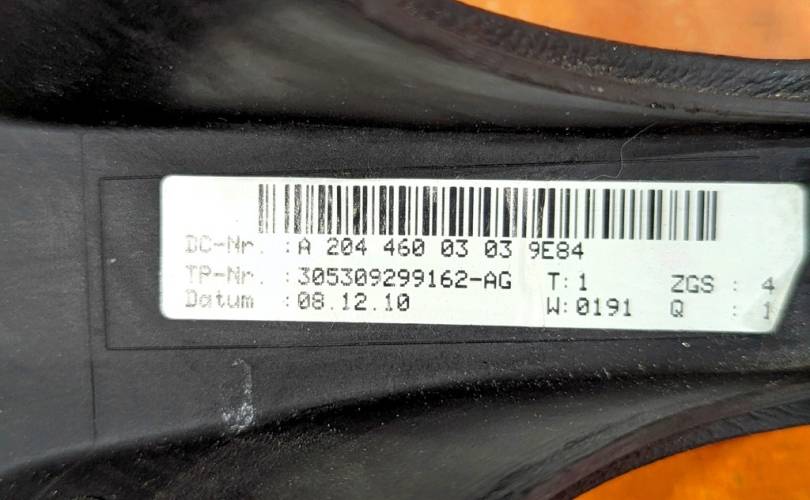 DC-Nr. :A 204 460 03 03 9E84
TP-Nr. :305309299162-AG T:1 ZGS : 4
Datum :08.12.10 W:0191 Q : 1